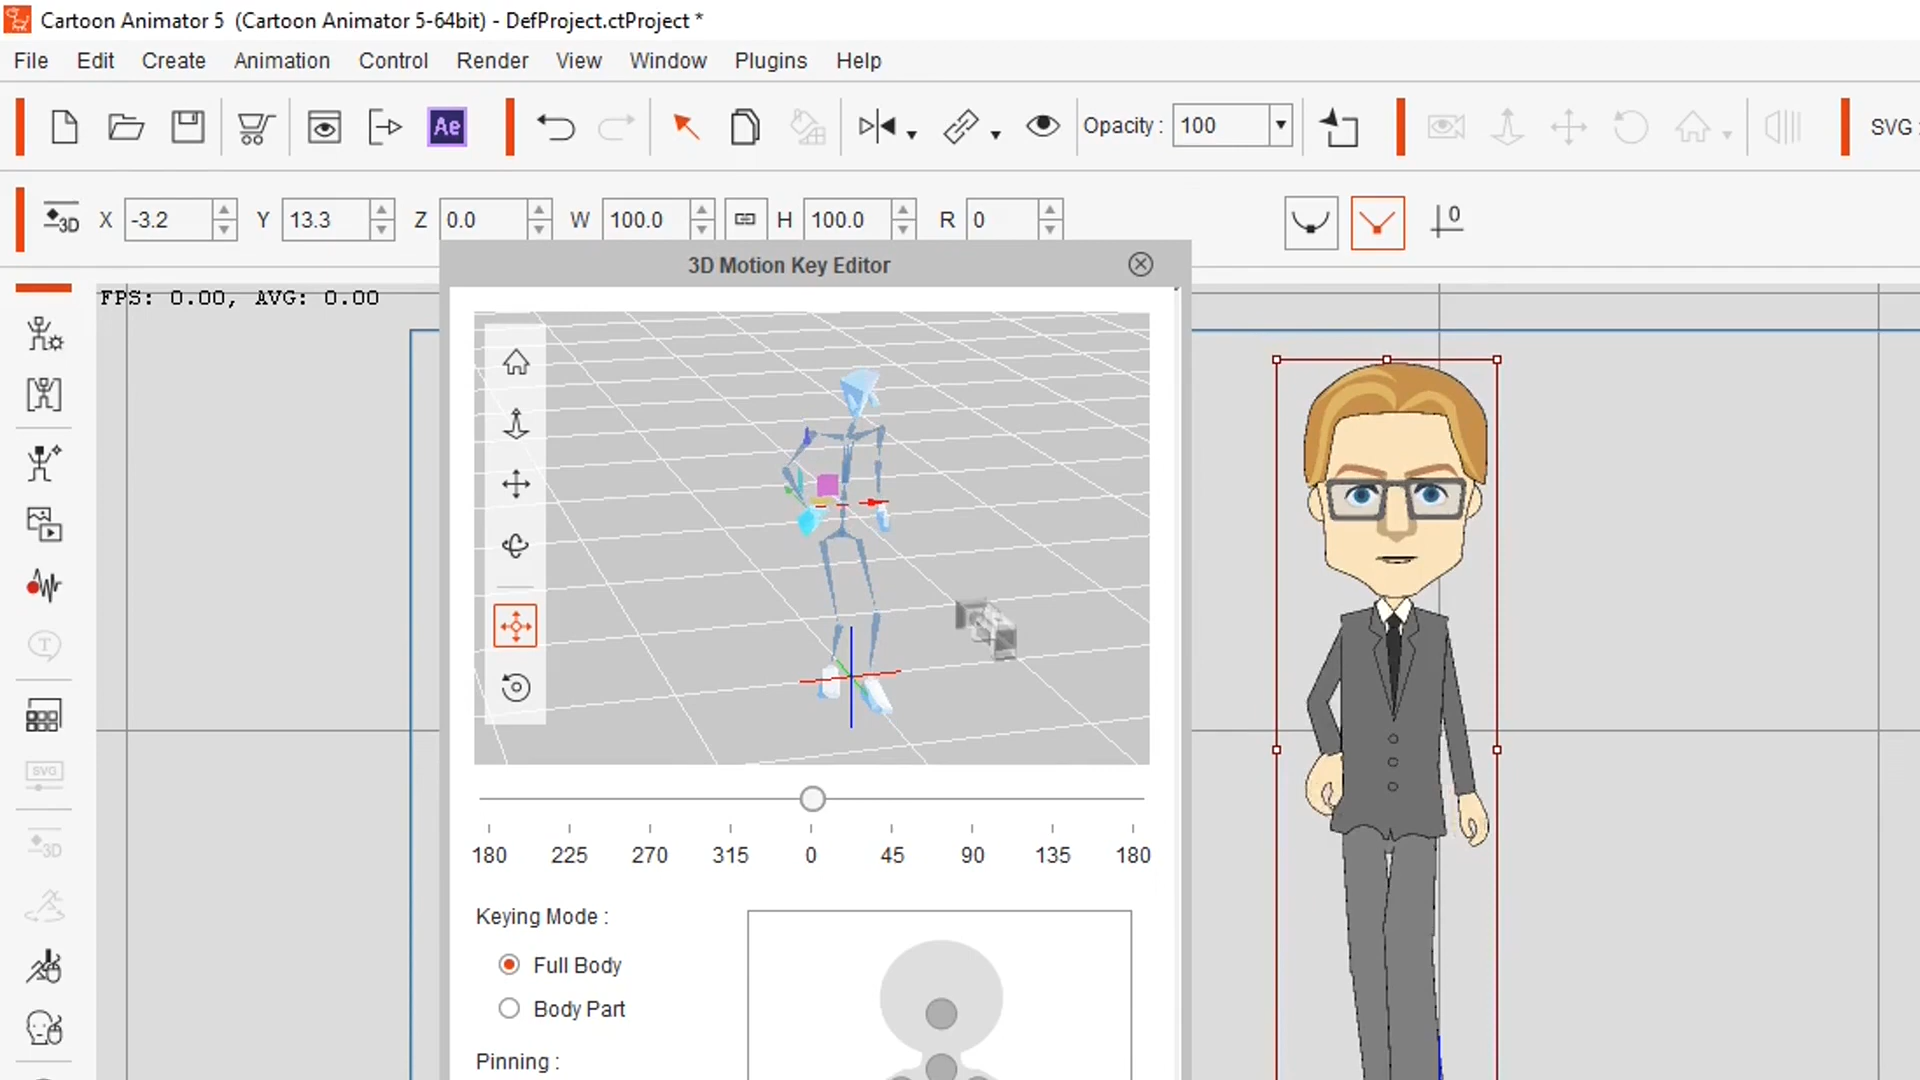 Cartoon Animator 5 (Cartoon Animator 5-64bit) - DefProject.ctProject *
File Edit Create Animation Control Render View Window Plugins Help
Ae Opacity : 100 SVG
3D X -3.2 Y 13.3 Z 0.0 W 100.0 H 100.0 R 0 0
3D Motion Key Editor
FPS: 0.00, AVG: 0.00
T
SVG
3D
180 225 270 315 0 45 90 135 180
Keying Mode :
Full Body
Body Part
Pinning :